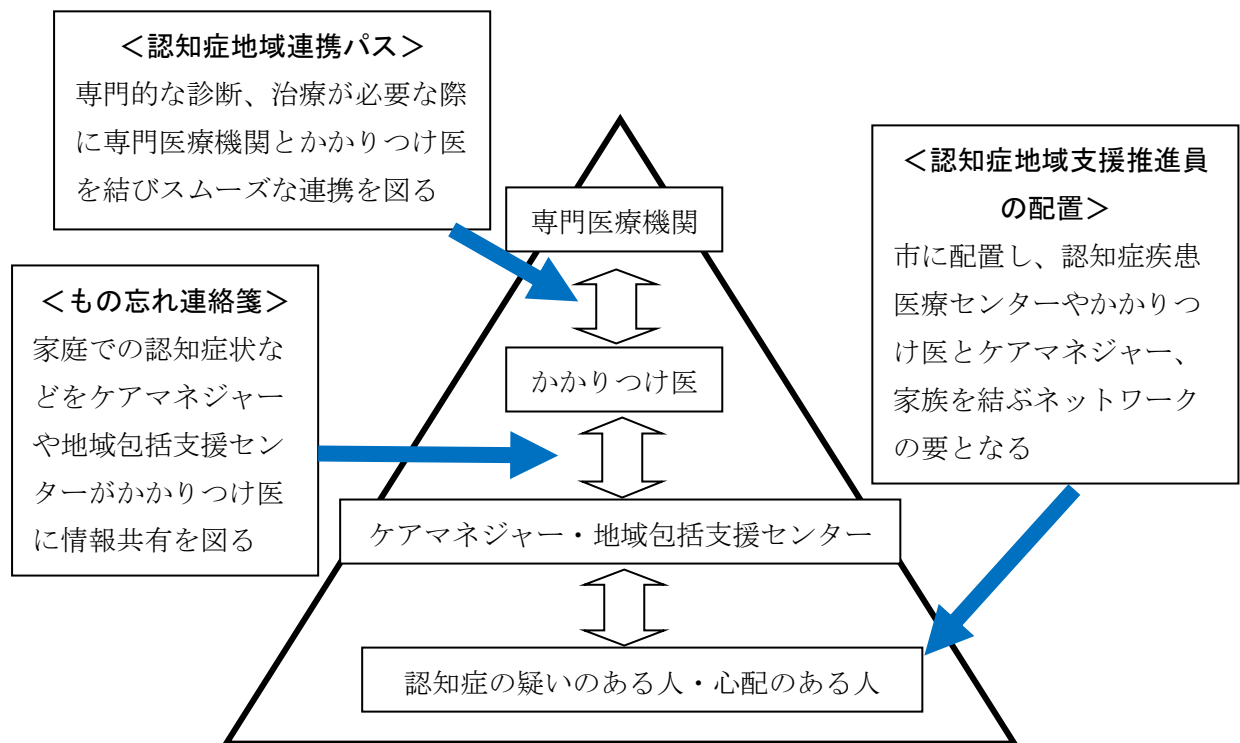 ＜認知症地域連携パス＞
専門的な診断、治療が必要な際
に専門医療機関とかかりつけ医
を結びスムーズな連携を図る
＜認知症地域支援推進員
の配置＞
市に配置し、認知症疾患
医療センターやかかりつ
け医とケアマネジャー、
家族を結ぶネットワーク
の要となる
＜もの忘れ連絡箋＞
家庭での認知症状な
どをケアマネジャー
や地域包括支援セン
ターがかかりつけ医
に情報共有を図る
専門医療機関
かかりつけ医
ケアマネジャー・地域包括支援センター
認知症の疑いのある人・心配のある人